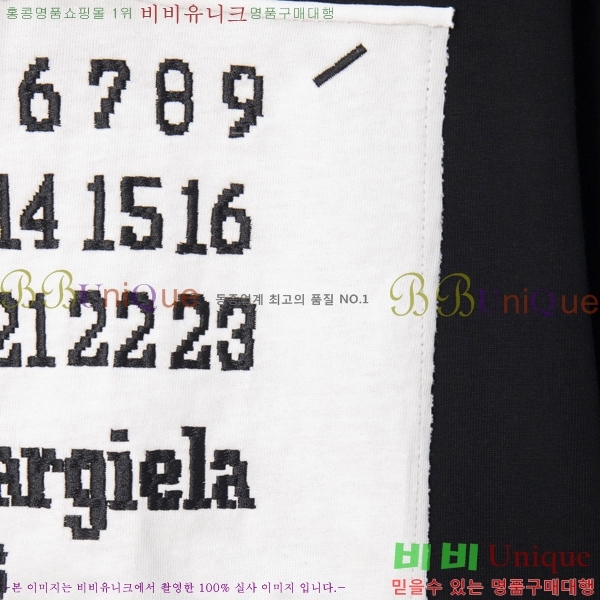 홍콩명품쇼핑몰 1위 비비유니크명품구매대행
6 7 8 9
14 15 16
BBUniQue 동종업계 최고의 품질 NO.1 BBUniQue
21 22 23
argiela
비비 Unique
-본 이미지는 비비유니크에서 촬영한 100% 실사 이미지 입니다.-
믿을수 있는 명품구매대행